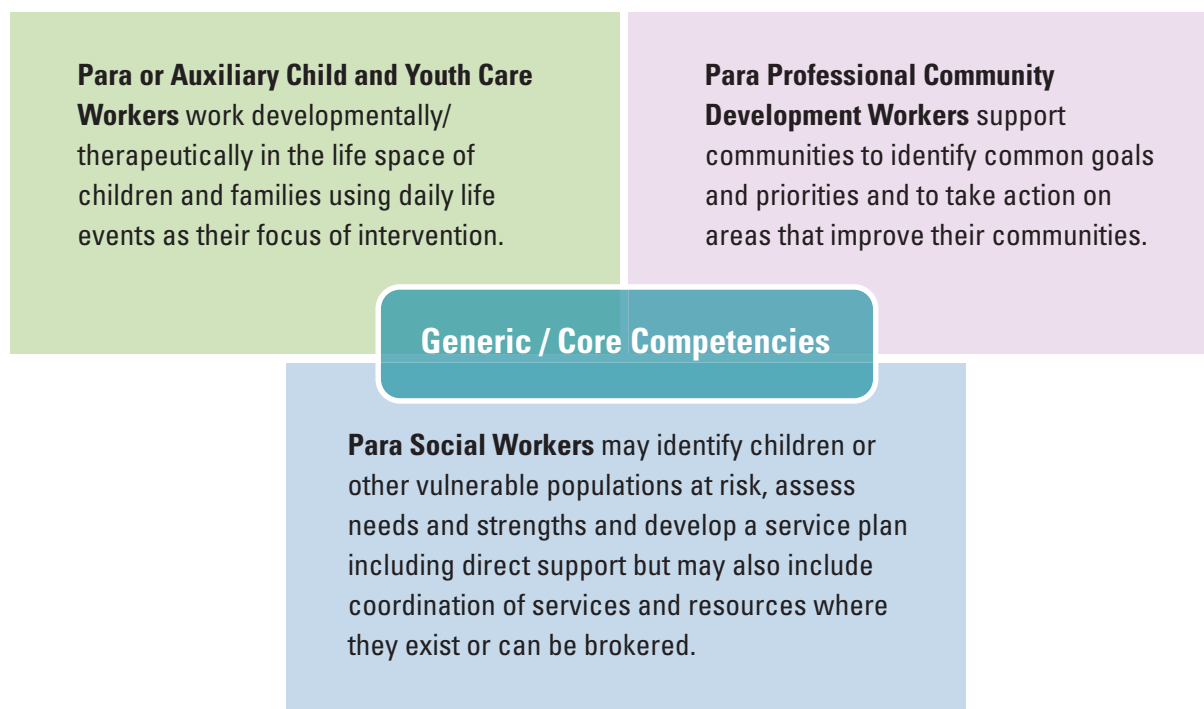 Para or Auxiliary Child and Youth Care
Workers work developmentally/
therapeutically in the life space of
children and families using daily life
events as their focus of intervention.
Para Professional Community
Development Workers support
communities to identify common goals
and priorities and to take action on
areas that improve their communities.
Generic / Core Competencies
Para Social Workers may identify children or
other vulnerable populations at risk, assess
needs and strengths and develop a service plan
including direct support but may also include
coordination of services and resources where
they exist or can be brokered.